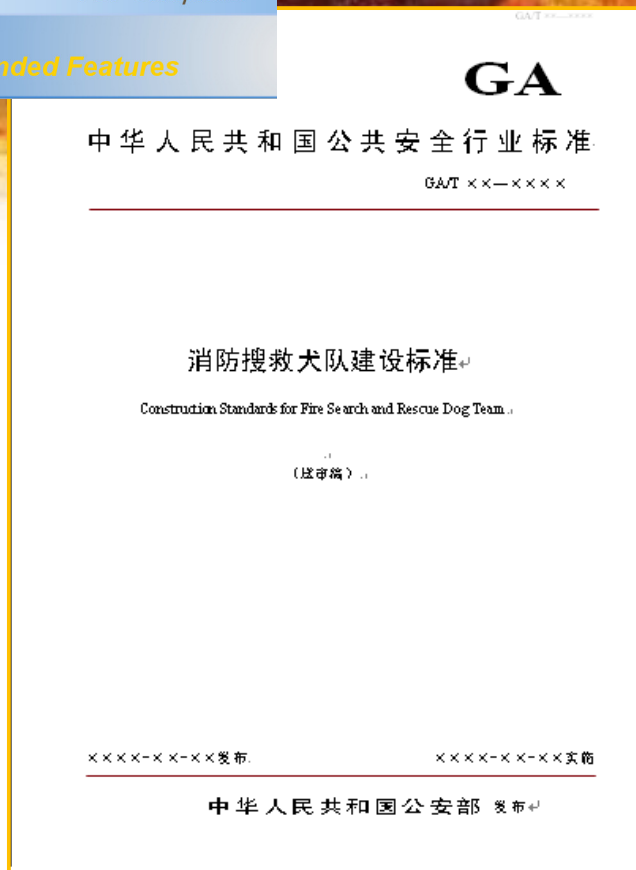 nded Features
GA/T ××—××××
GA
中华人民共和国公共安全行业标准
GA/T ××—××××
消防搜救犬队建设标准
Construction Standards for Fire Search and Rescue Dog Team
（送审稿）
××××-××-××发布
××××-××-××实施
中华人民共和国公安部 发布